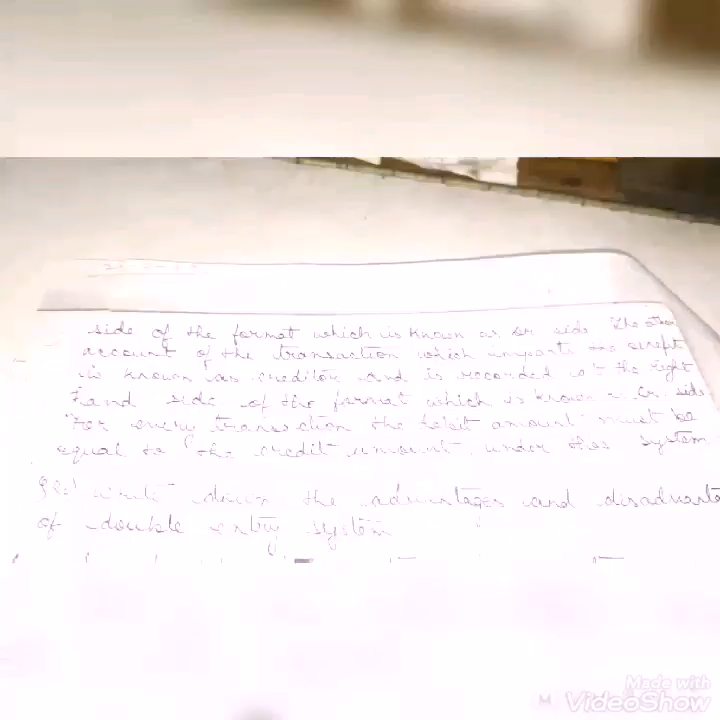 side of the format which is known as Dr side. The other
account of the transaction which imparts the benefit
is known as creditor and is recorded at the right
hand side of the format which is known as Cr. side
For every transaction the debit amount must be
equal to the credit amount under this system
write down the advantages and disadvanta
of double entry system
Made with
VideoShow